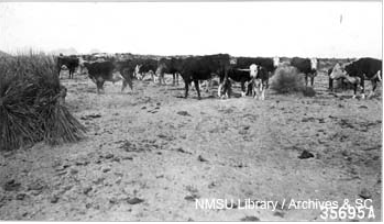 NMSU Library / Archives & SC
35695A